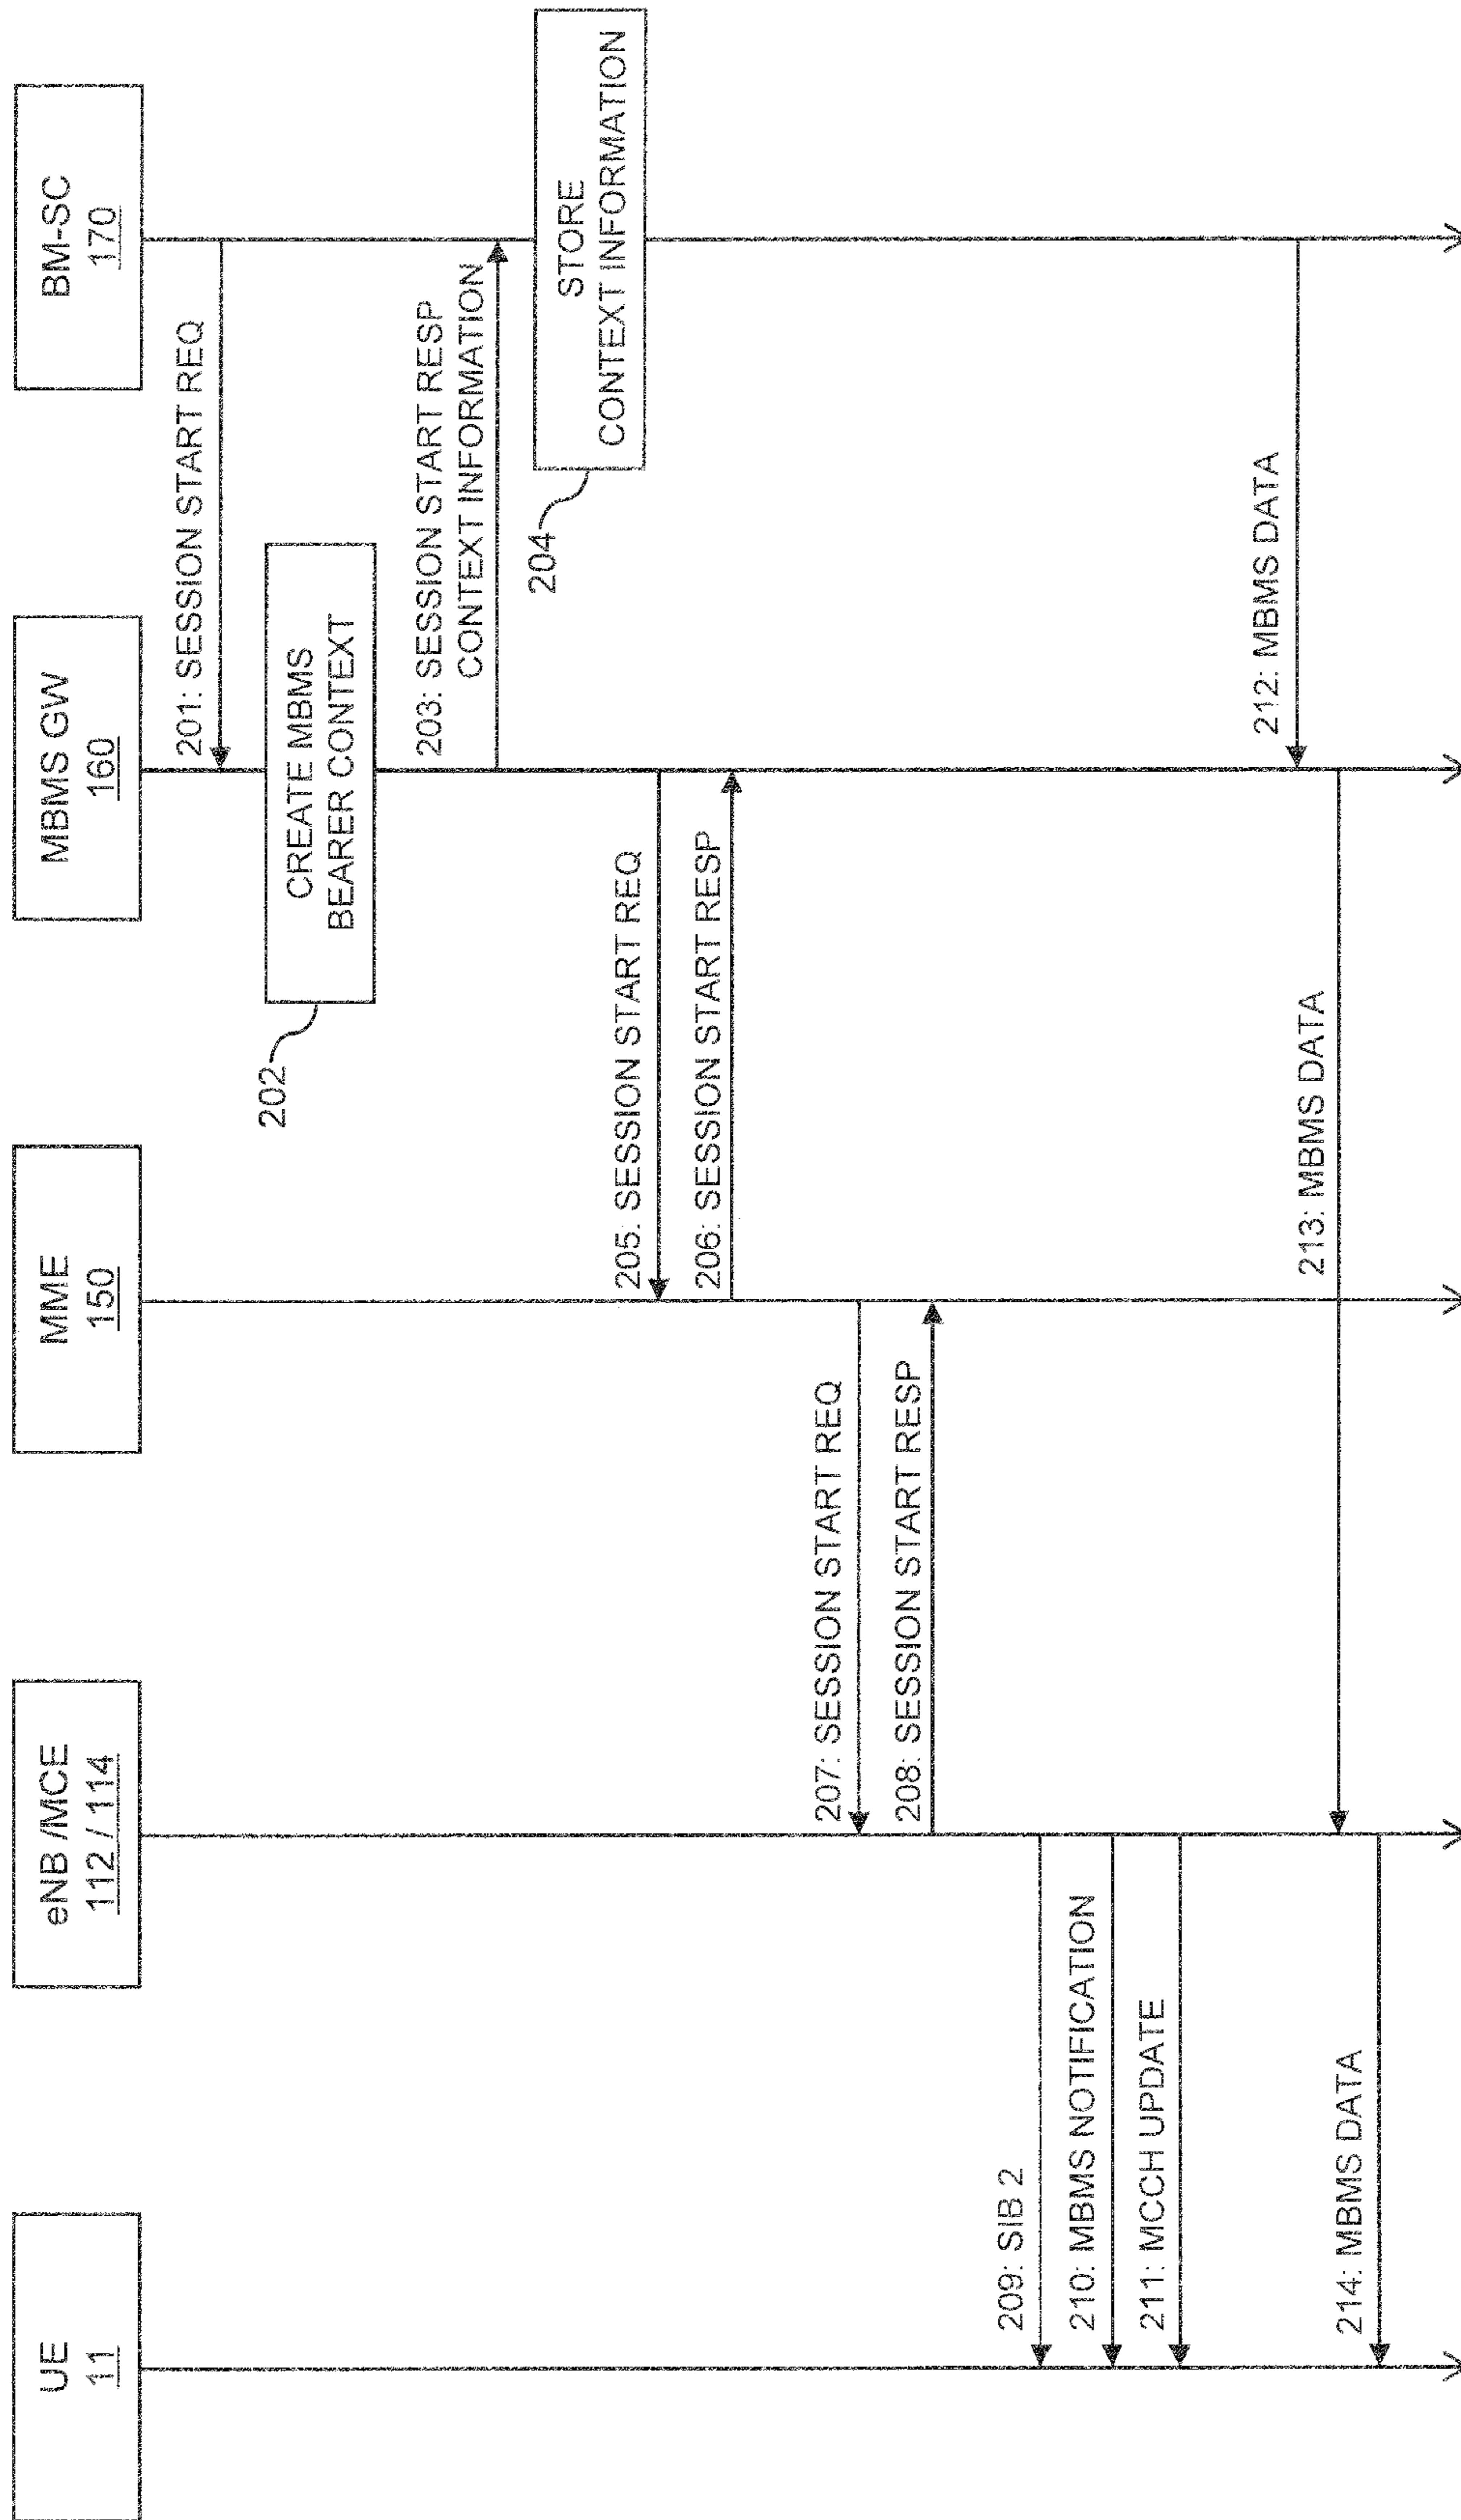 UE
11
eNB /MCE
112 / 114
MME
150
MBMS GW
160
BM-SC
170
201: SESSION START REQ
202
CREATE MBMS
BEARER CONTEXT
203: SESSION START RESP
CONTEXT INFORMATION
204
STORE
CONTEXT INFORMATION
205: SESSION START REQ
206: SESSION START RESP
207: SESSION START REQ
208: SESSION START RESP
209: SIB 2
210: MBMS NOTIFICATION
211: MCCH UPDATE
212: MBMS DATA
213: MBMS DATA
214: MBMS DATA